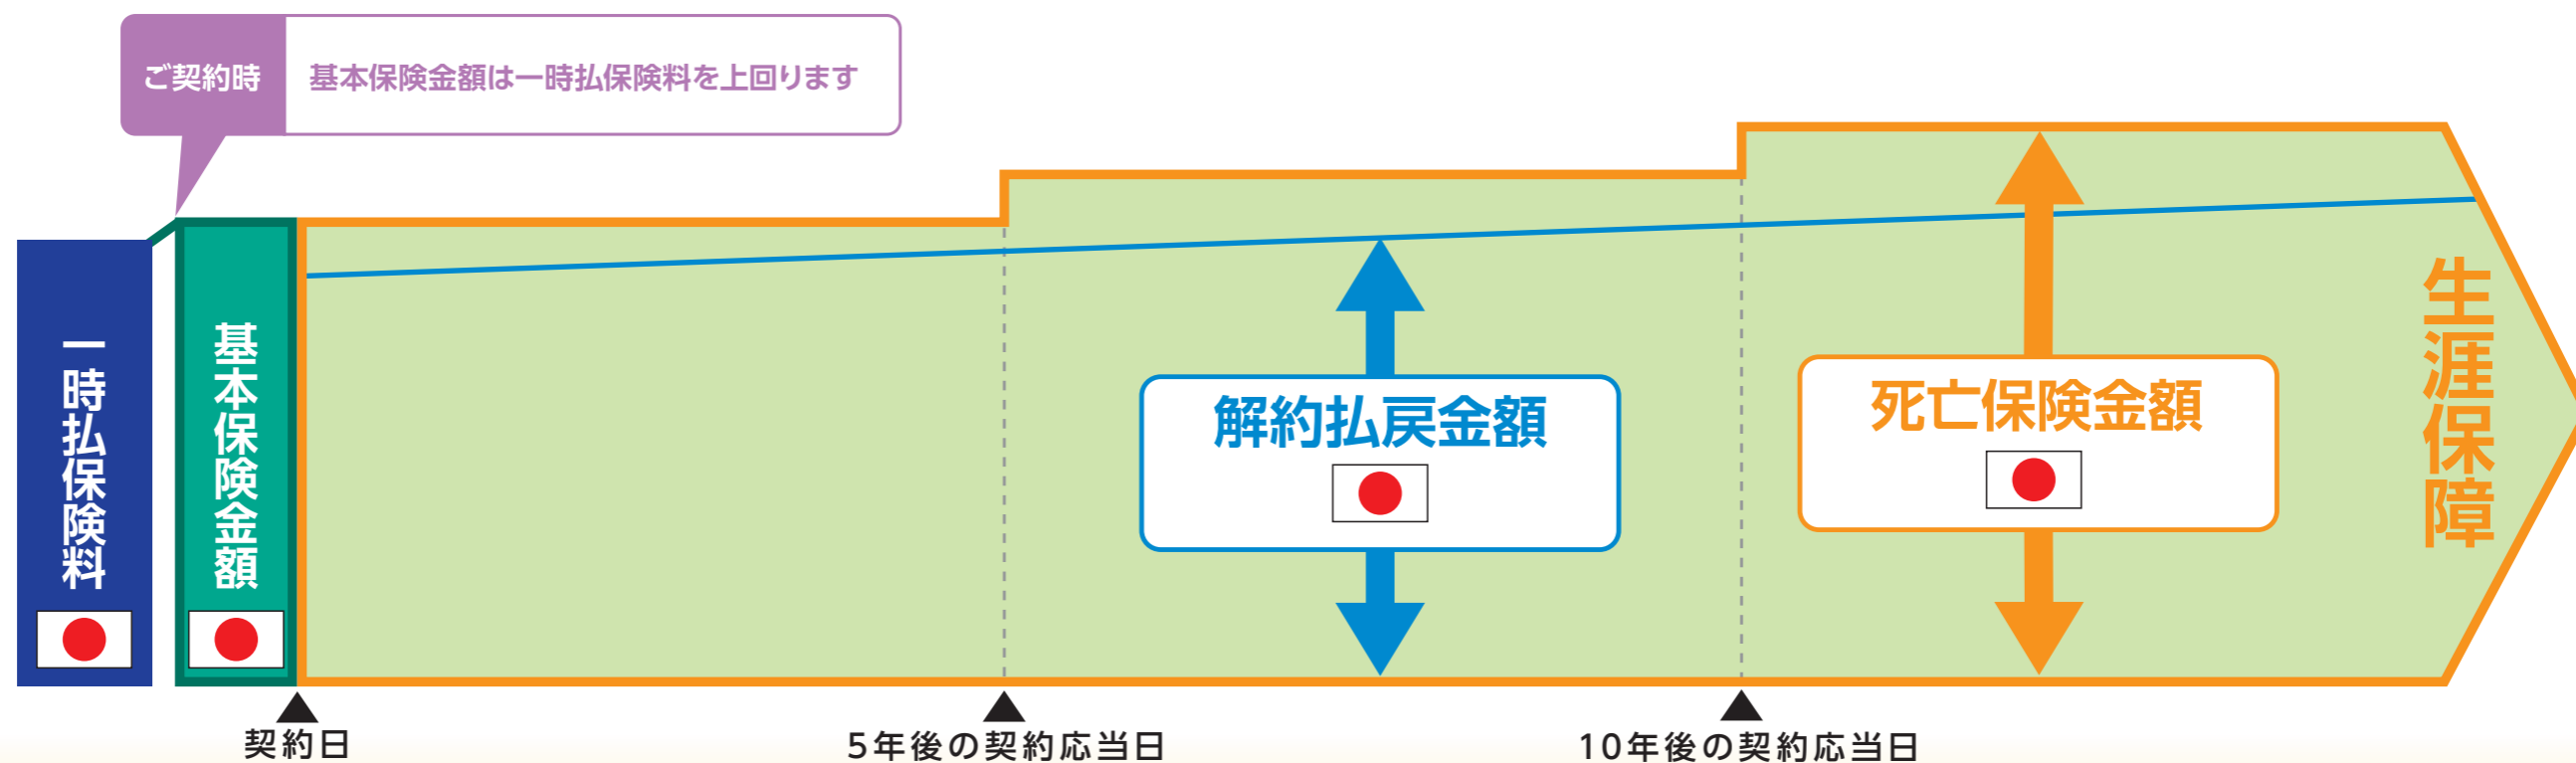 ご契約時
基本保険金額は一時払保険料を上回ります
一時払保険料
基本保険金額
解約払戻金額
死亡保険金額
生涯保障
契約日
5年後の契約応当日
10年後の契約応当日